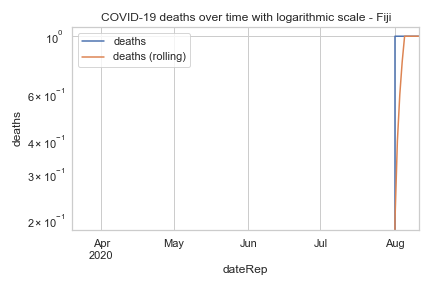 COVID-19 deaths over time with logarithmic scale - Fiji
deaths
deaths (rolling)
10⁰
6 × 10⁻¹
4 × 10⁻¹
3 × 10⁻¹
2 × 10⁻¹
deaths
Apr May Jun Jul Aug
2020
dateRep